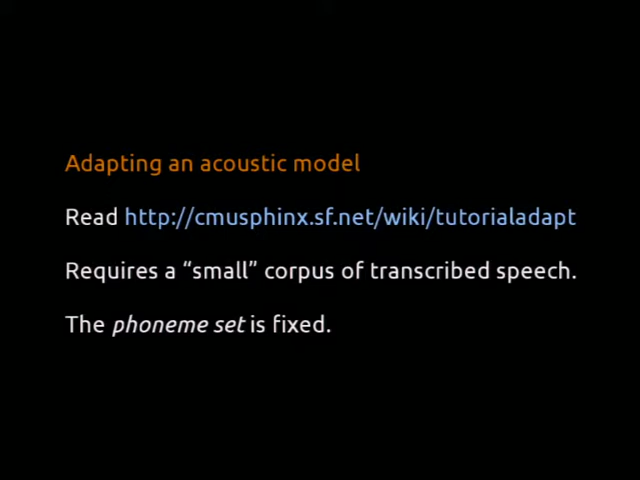 Adapting an acoustic model
Read http://cmusphinx.sf.net/wiki/tutorialadapt
Requires a “small” corpus of transcribed speech.
The phoneme set is fixed.